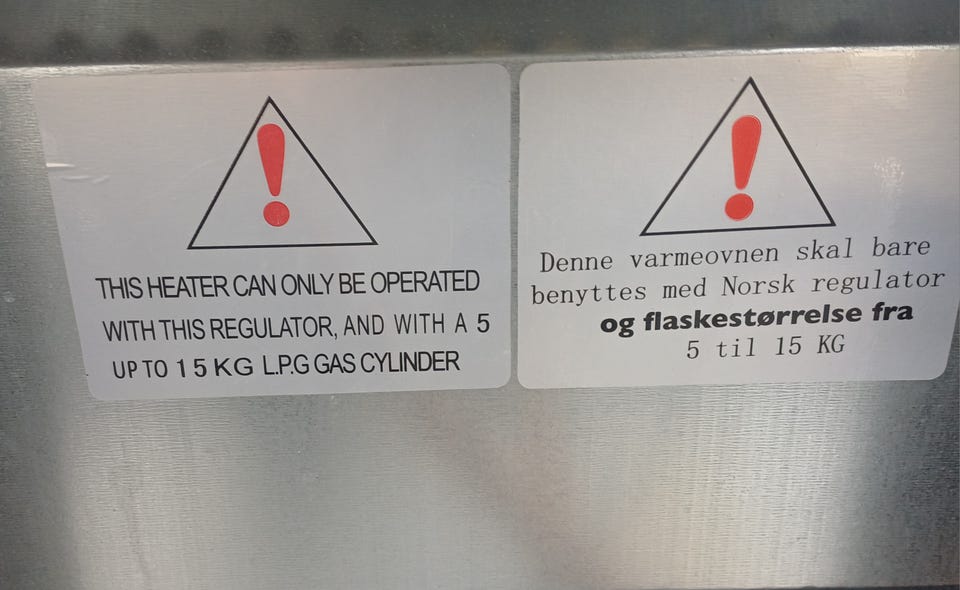 THIS HEATER CAN ONLY BE OPERATED
WITH THIS REGULATOR, AND WITH A 5
UP TO 15 KG L.P.G GAS CYLINDER
Denne varmeovnen skal bare
benyttes med Norsk regulator
og flaskestørrelse fra
5 til 15 KG